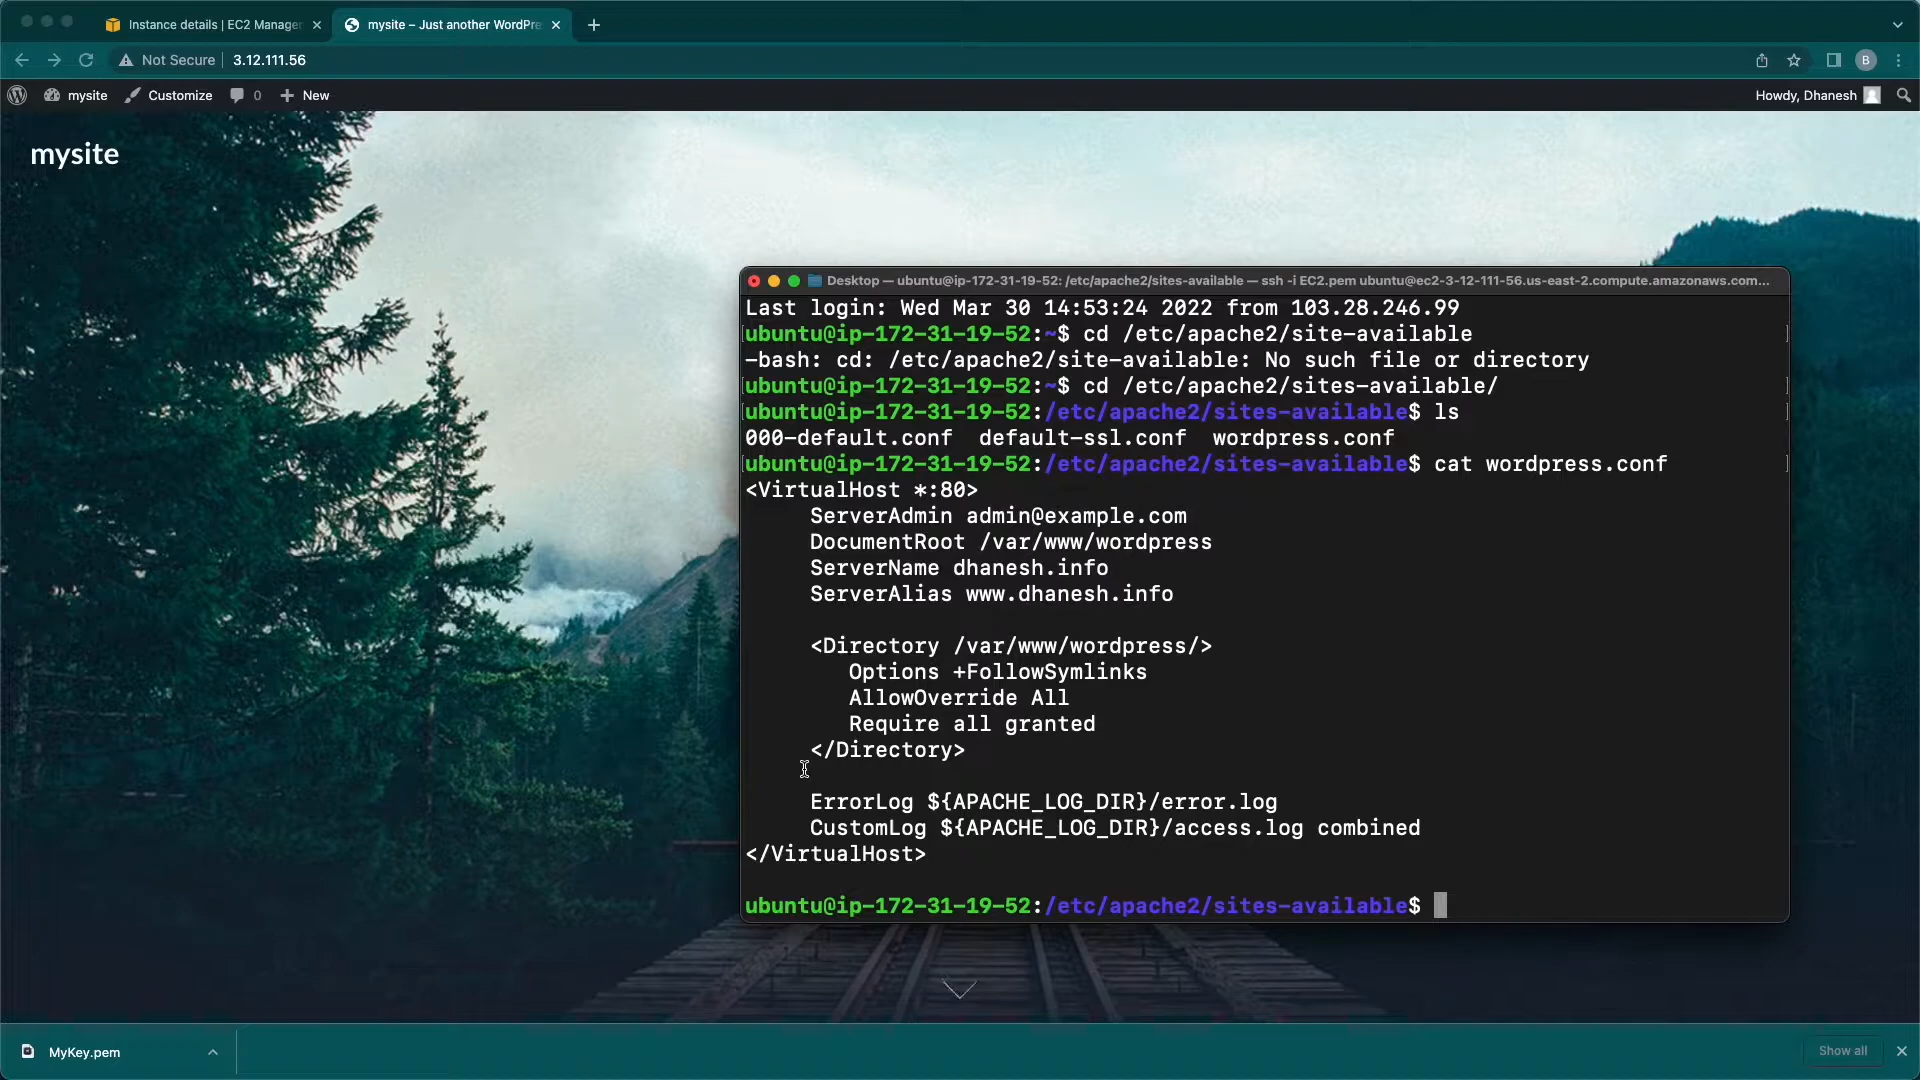 Instance details | EC2 Manager
mysite – Just another WordPre
Not Secure
3.12.111.56
B
mysite
Customize
0
New
Howdy, Dhanesh
mysite
Desktop — ubuntu@ip-172-31-19-52: /etc/apache2/sites-available — ssh -i EC2.pem ubuntu@ec2-3-12-111-56.us-east-2.compute.amazonaws.com...
Last login: Wed Mar 30 14:53:24 2022 from 103.28.246.99
ubuntu@ip-172-31-19-52:~$ cd /etc/apache2/site-available
-bash: cd: /etc/apache2/site-available: No such file or directory
ubuntu@ip-172-31-19-52:~$ cd /etc/apache2/sites-available/
ubuntu@ip-172-31-19-52:/etc/apache2/sites-available$ ls
000-default.conf  default-ssl.conf  wordpress.conf
ubuntu@ip-172-31-19-52:/etc/apache2/sites-available$ cat wordpress.conf
<VirtualHost *:80>
ServerAdmin admin@example.com
DocumentRoot /var/www/wordpress
ServerName dhanesh.info
ServerAlias www.dhanesh.info
<Directory /var/www/wordpress/>
Options +FollowSymlinks
AllowOverride All
Require all granted
</Directory>
ErrorLog ${APACHE_LOG_DIR}/error.log
CustomLog ${APACHE_LOG_DIR}/access.log combined
</VirtualHost>
ubuntu@ip-172-31-19-52:/etc/apache2/sites-available$
MyKey.pem
Show all